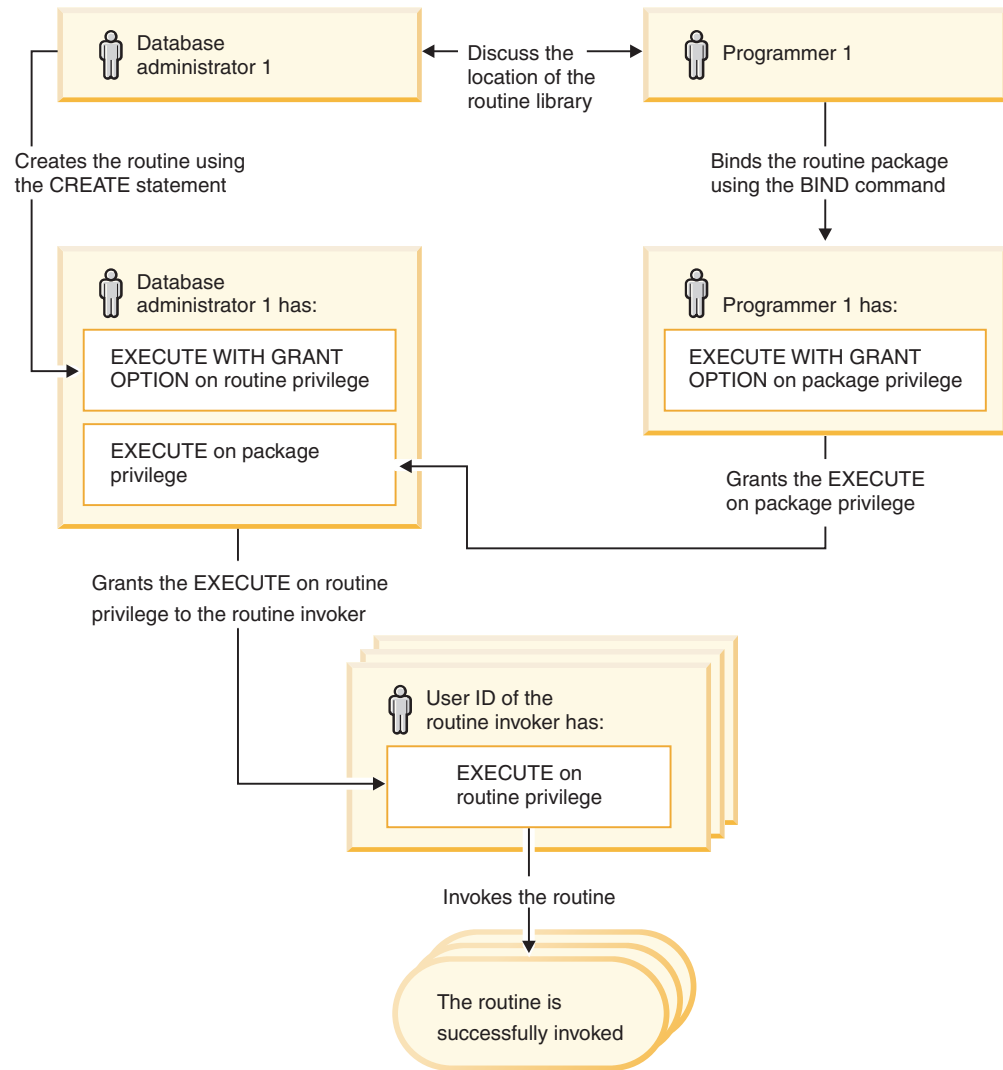 Database
administrator 1
Discuss the
location of the
routine library
Programmer 1
Creates the routine using
the CREATE statement
Binds the routine package
using the BIND command
Database
administrator 1 has:
EXECUTE WITH GRANT
OPTION on routine privilege
EXECUTE on package
privilege
Programmer 1 has:
EXECUTE WITH GRANT
OPTION on package privilege
Grants the EXECUTE
on package privilege
Grants the EXECUTE on routine
privilege to the routine invoker
User ID of the
routine invoker has:
EXECUTE on
routine privilege
Invokes the routine
The routine is
successfully invoked